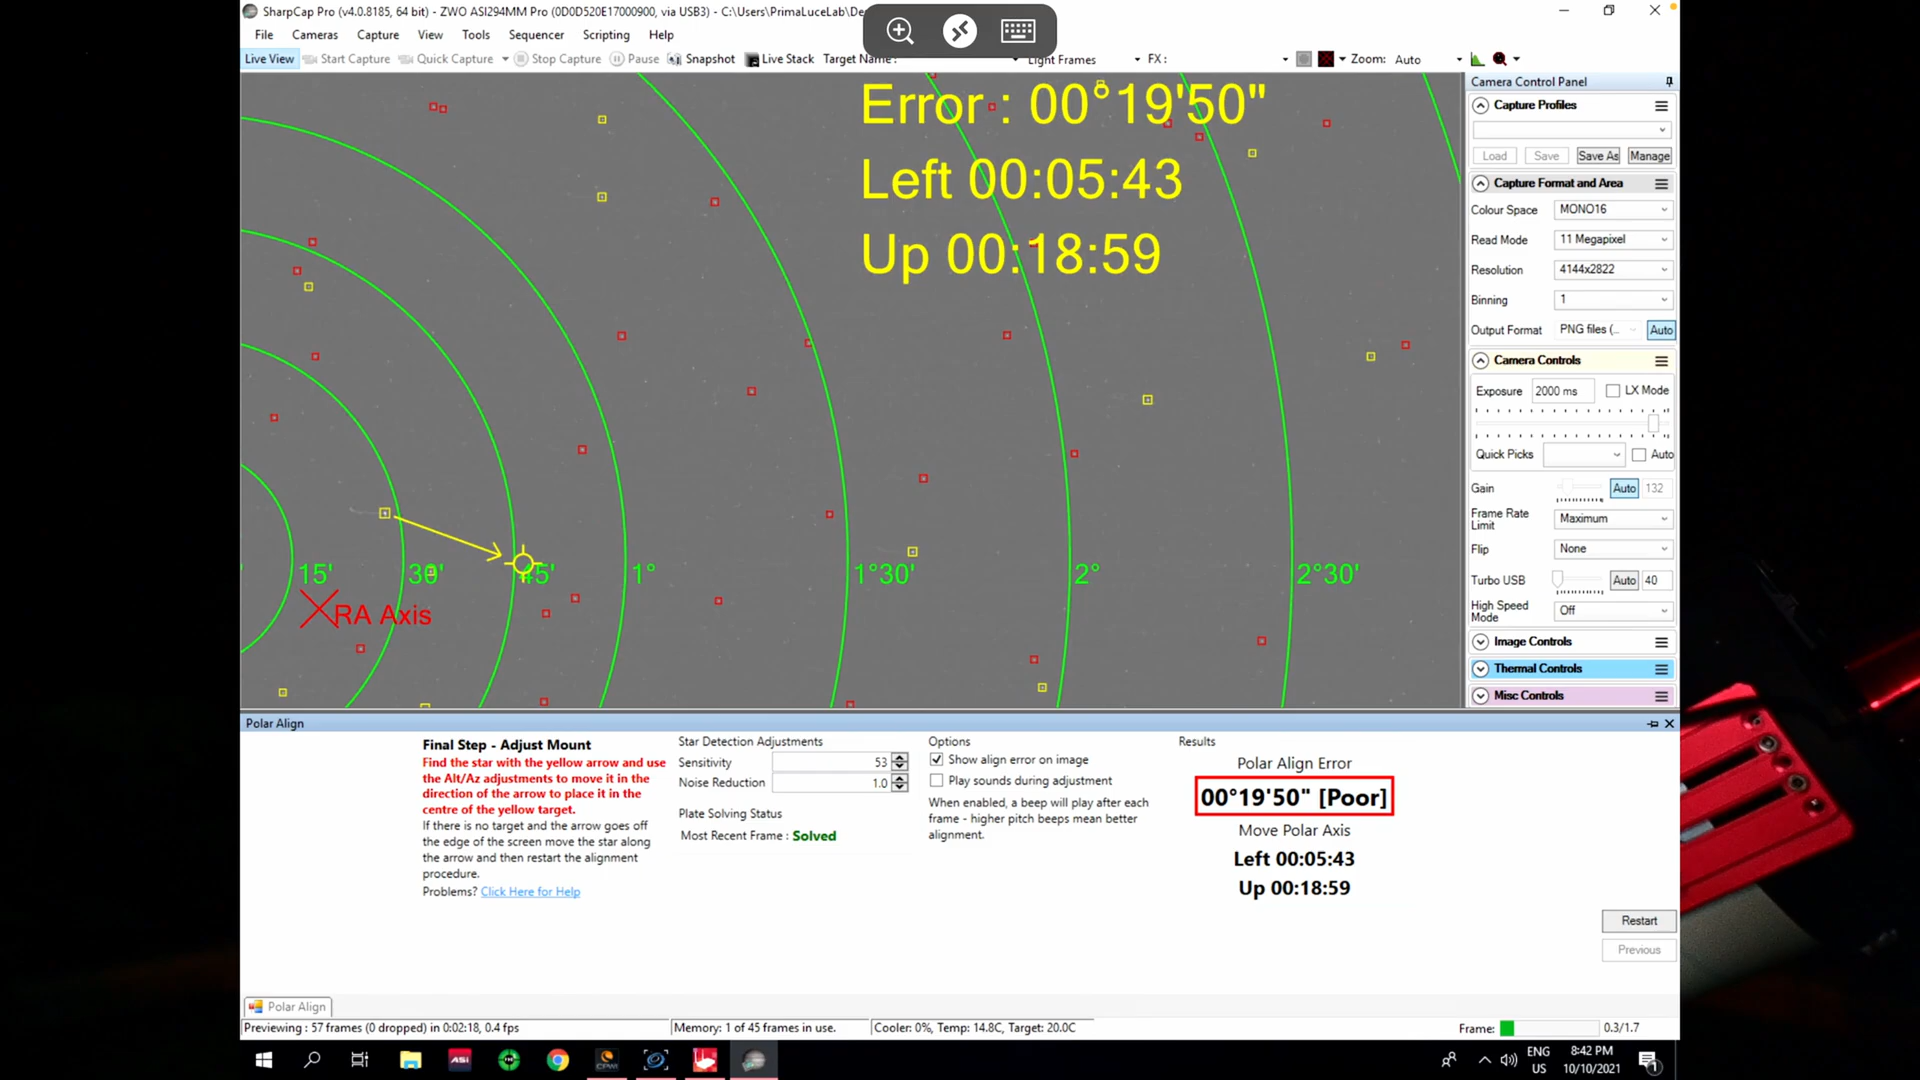 SharpCap Pro (v4.0.8185, 64 bit) - ZWO ASI294MM Pro (0D0D520E17000900, via USB3) - C:\Users\PrimaLuceLab\De
File Cameras Capture View Tools Sequencer Scripting Help
Live View Start Capture Quick Capture Stop Capture Pause Snapshot Live Stack Target Name: Light Frames FX: Zoom: Auto
Error : 00°19'50"
Left 00:05:43
Up 00:18:59
15' 30' 45' 1° 1°30' 2° 2°30'
RA Axis
Camera Control Panel
Capture Profiles
Load Save Save As Manage
Capture Format and Area
Colour Space MONO16
Read Mode 11 Megapixel
Resolution 4144x2822
Binning 1
Output Format PNG files (... Auto
Camera Controls
Exposure 2000 ms LX Mode
Quick Picks Auto
Gain Auto 132
Frame Rate Limit Maximum
Flip None
Turbo USB Auto 40
High Speed Mode Off
Image Controls
Thermal Controls
Misc Controls
Polar Align
Final Step - Adjust Mount
Find the star with the yellow arrow and use
the Alt/Az adjustments to move it in the
direction of the arrow to place it in the
centre of the yellow target.
If there is no target and the arrow goes off
the edge of the screen move the star along
the arrow and then restart the alignment
procedure.
Problems? Click Here for Help
Star Detection Adjustments
Sensitivity 53
Noise Reduction 1.0
Plate Solving Status
Most Recent Frame : Solved
Options
Show align error on image
Play sounds during adjustment
When enabled, a beep will play after each
frame - higher pitch beeps mean better
alignment.
Results
Polar Align Error
00°19'50" [Poor]
Move Polar Axis
Left 00:05:43
Up 00:18:59
Restart
Previous
Polar Align
Previewing : 57 frames (0 dropped) in 0:02:18, 0.4 fps Memory: 1 of 45 frames in use. Cooler: 0%, Temp: 14.8C, Target: 20.0C Frame: 0.3/1.7
ASI CPWI ENG US 8:42 PM 10/10/2021 1